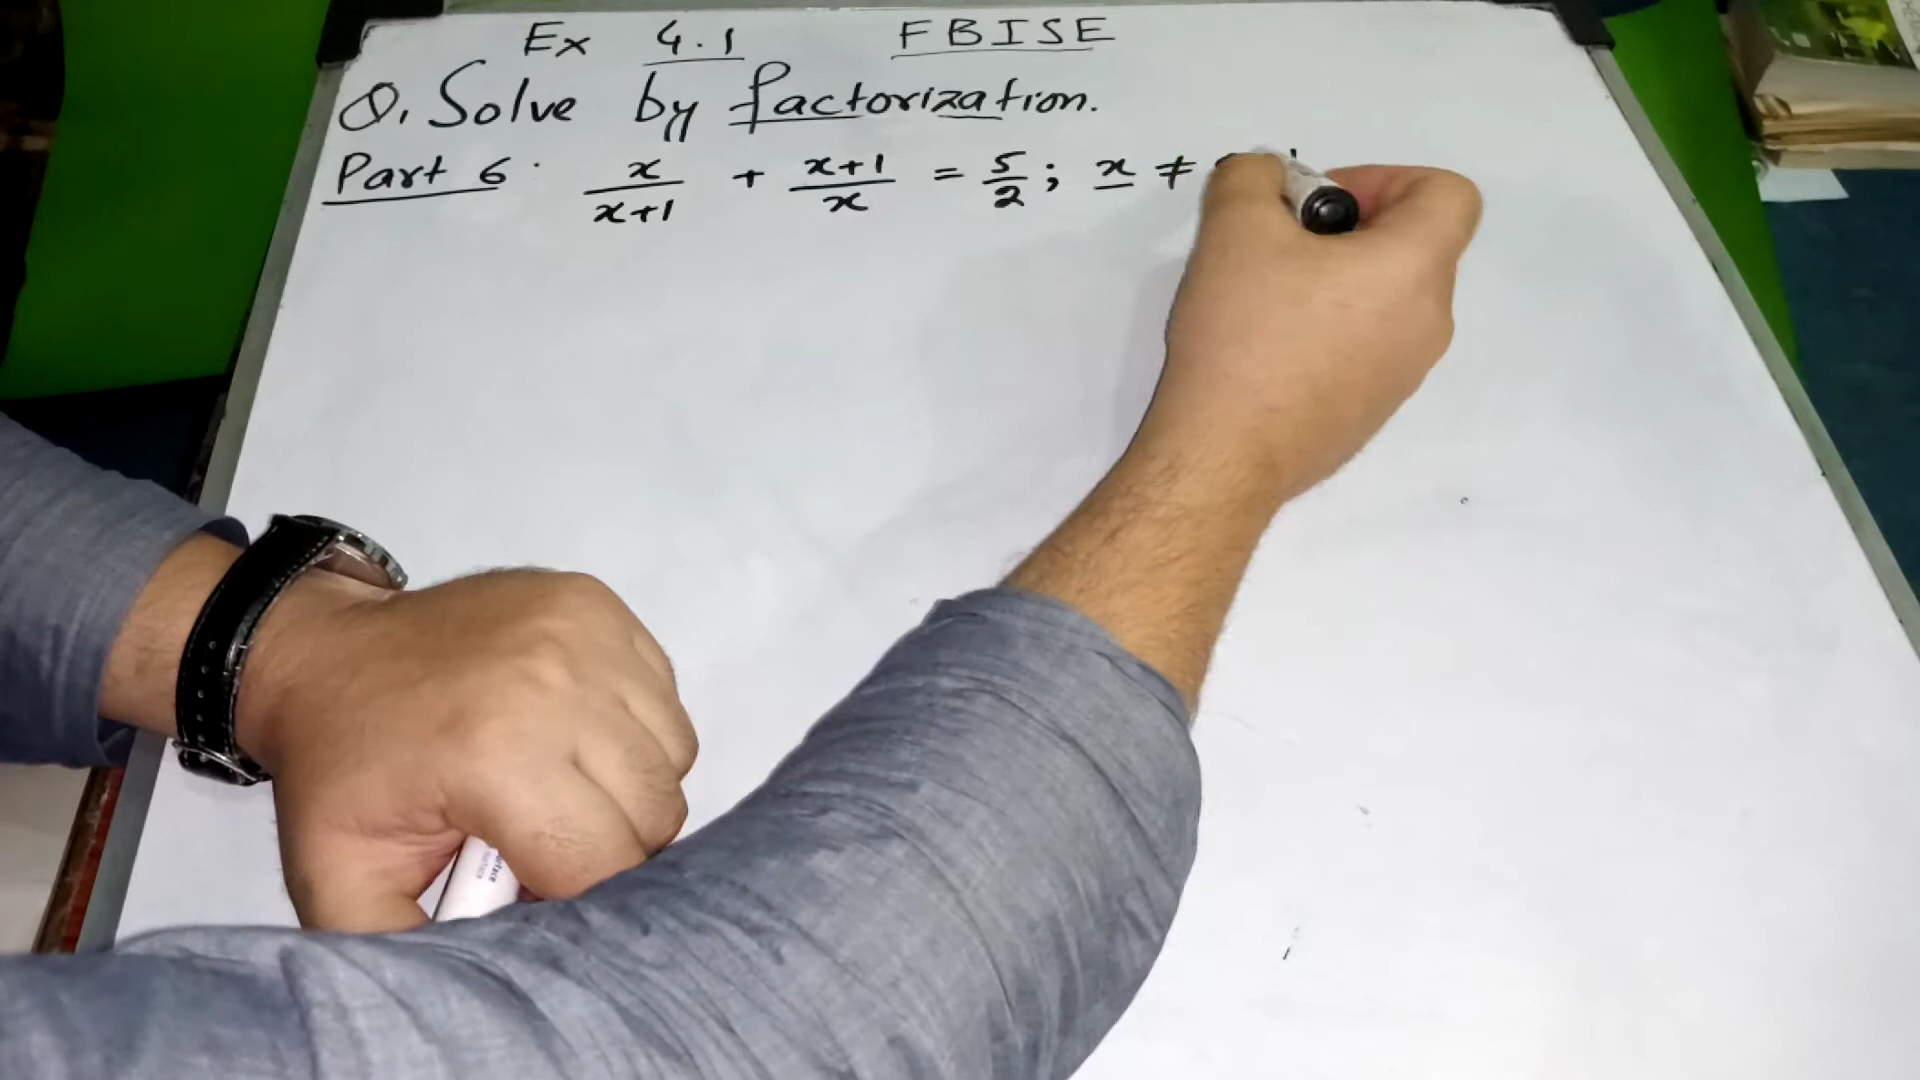 Ex 4.1 FBISE
Q. Solve by factorization.
Part 6: x/(x+1) + (x+1)/x = 5/2 ; x ≠